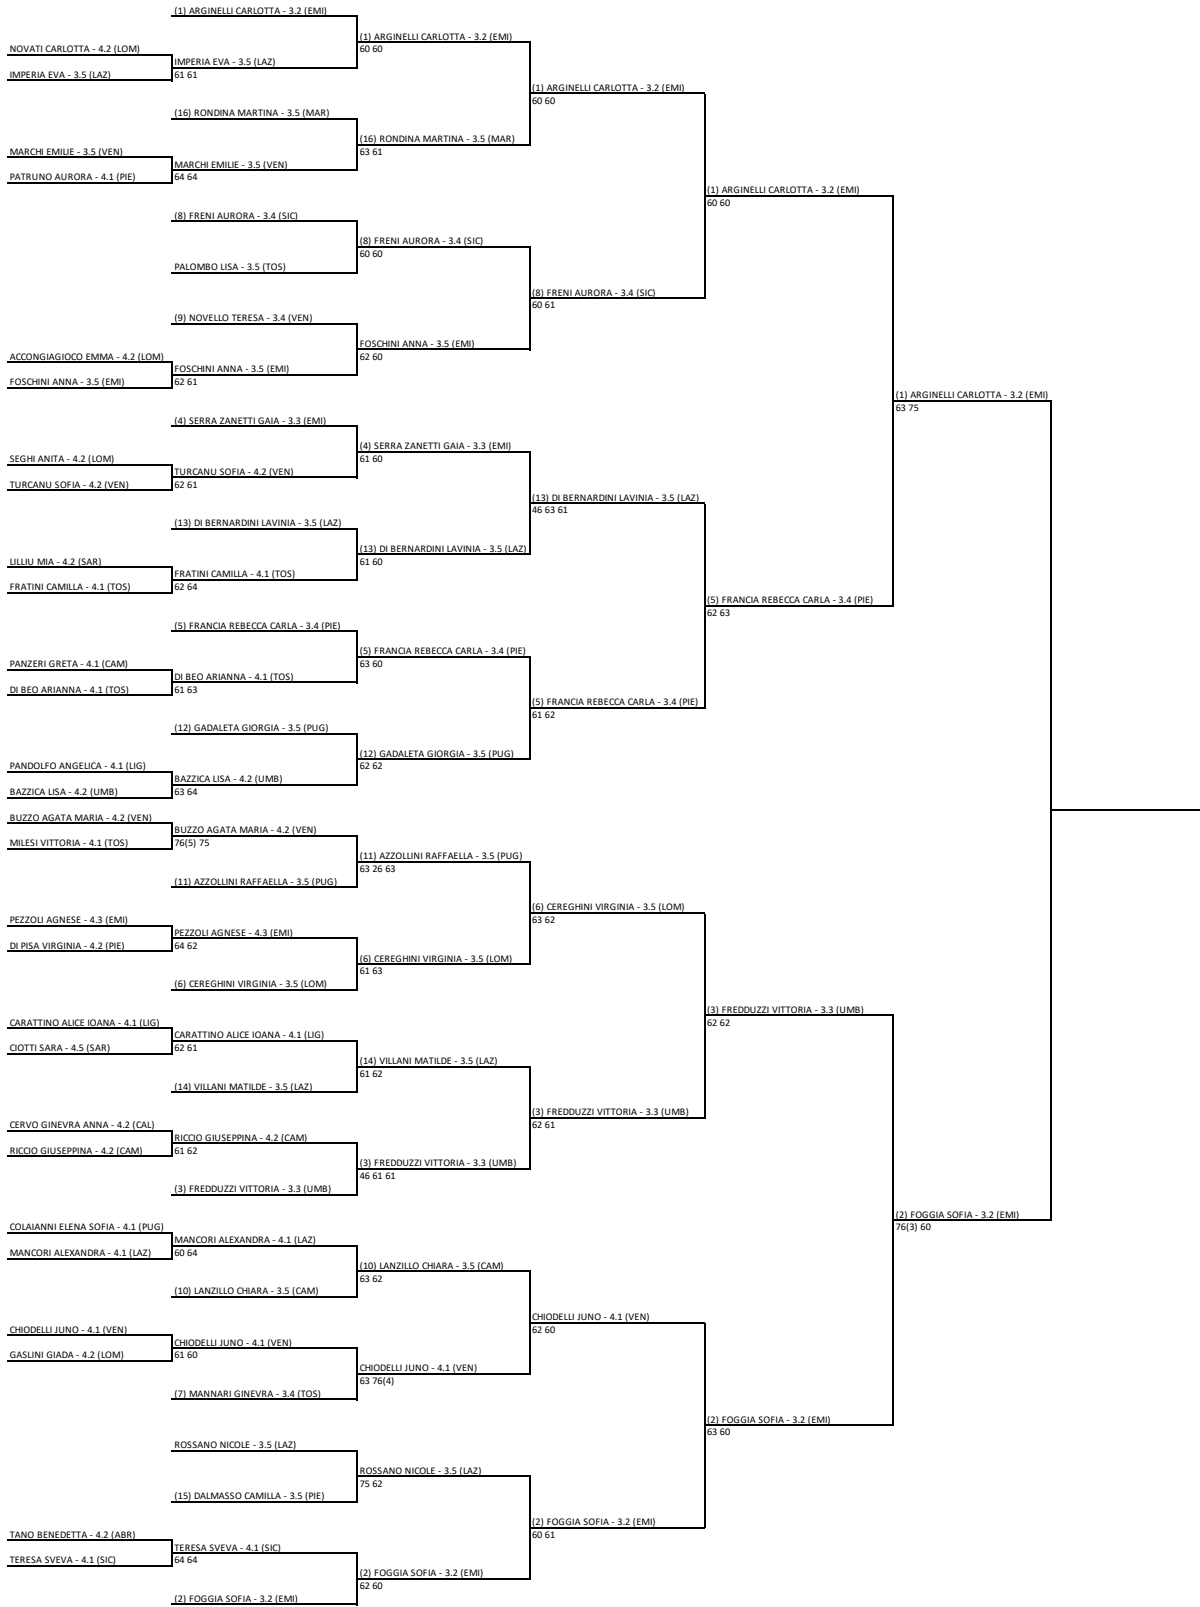 (1) ARGINELLI CARLOTTA - 3.2 (EMI)
(1) ARGINELLI CARLOTTA - 3.2 (EMI)
NOVATI CARLOTTA - 4.2 (LOM)
60 60
IMPERIA EVA - 3.5 (LAZ)
IMPERIA EVA - 3.5 (LAZ)
61 61
(1) ARGINELLI CARLOTTA - 3.2 (EMI)
60 60
(16) RONDINA MARTINA - 3.5 (MAR)
(16) RONDINA MARTINA - 3.5 (MAR)
MARCHI EMILIE - 3.5 (VEN)
63 61
MARCHI EMILIE - 3.5 (VEN)
PATRUNO AURORA - 4.1 (PIE)
64 64
(1) ARGINELLI CARLOTTA - 3.2 (EMI)
60 60
(8) FRENI AURORA - 3.4 (SIC)
(8) FRENI AURORA - 3.4 (SIC)
60 60
PALOMBO LISA - 3.5 (TOS)
(8) FRENI AURORA - 3.4 (SIC)
60 61
(9) NOVELLO TERESA - 3.4 (VEN)
FOSCHINI ANNA - 3.5 (EMI)
ACCONGIAGIOCO EMMA - 4.2 (LOM)
62 60
FOSCHINI ANNA - 3.5 (EMI)
FOSCHINI ANNA - 3.5 (EMI)
62 61
(1) ARGINELLI CARLOTTA - 3.2 (EMI)
63 75
(4) SERRA ZANETTI GAIA - 3.3 (EMI)
(4) SERRA ZANETTI GAIA - 3.3 (EMI)
SEGHI ANITA - 4.2 (LOM)
61 60
TURCANU SOFIA - 4.2 (VEN)
TURCANU SOFIA - 4.2 (VEN)
62 61
(13) DI BERNARDINI LAVINIA - 3.5 (LAZ)
46 63 61
(13) DI BERNARDINI LAVINIA - 3.5 (LAZ)
(13) DI BERNARDINI LAVINIA - 3.5 (LAZ)
LILLIU MIA - 4.2 (SAR)
61 60
FRATINI CAMILLA - 4.1 (TOS)
FRATINI CAMILLA - 4.1 (TOS)
62 64
(5) FRANCIA REBECCA CARLA - 3.4 (PIE)
62 63
(5) FRANCIA REBECCA CARLA - 3.4 (PIE)
(5) FRANCIA REBECCA CARLA - 3.4 (PIE)
PANZERI GRETA - 4.1 (CAM)
63 60
DI BEO ARIANNA - 4.1 (TOS)
DI BEO ARIANNA - 4.1 (TOS)
61 63
(5) FRANCIA REBECCA CARLA - 3.4 (PIE)
61 62
(12) GADALETA GIORGIA - 3.5 (PUG)
(12) GADALETA GIORGIA - 3.5 (PUG)
PANDOLFO ANGELICA - 4.1 (LIG)
62 62
BAZZICA LISA - 4.2 (UMB)
BAZZICA LISA - 4.2 (UMB)
63 64
BUZZO AGATA MARIA - 4.2 (VEN)
BUZZO AGATA MARIA - 4.2 (VEN)
MILESI VITTORIA - 4.1 (TOS)
76(5) 75
(11) AZZOLLINI RAFFAELLA - 3.5 (PUG)
63 26 63
(11) AZZOLLINI RAFFAELLA - 3.5 (PUG)
(6) CEREGHINI VIRGINIA - 3.5 (LOM)
63 62
PEZZOLI AGNESE - 4.3 (EMI)
PEZZOLI AGNESE - 4.3 (EMI)
DI PISA VIRGINIA - 4.2 (PIE)
64 62
(6) CEREGHINI VIRGINIA - 3.5 (LOM)
61 63
(6) CEREGHINI VIRGINIA - 3.5 (LOM)
(3) FREDDUZZI VITTORIA - 3.3 (UMB)
62 62
CARATTINO ALICE IOANA - 4.1 (LIG)
CARATTINO ALICE IOANA - 4.1 (LIG)
CIOTTI SARA - 4.5 (SAR)
62 61
(14) VILLANI MATILDE - 3.5 (LAZ)
61 62
(14) VILLANI MATILDE - 3.5 (LAZ)
(3) FREDDUZZI VITTORIA - 3.3 (UMB)
62 61
CERVO GINEVRA ANNA - 4.2 (CAL)
RICCIO GIUSEPPINA - 4.2 (CAM)
RICCIO GIUSEPPINA - 4.2 (CAM)
61 62
(3) FREDDUZZI VITTORIA - 3.3 (UMB)
46 61 61
(3) FREDDUZZI VITTORIA - 3.3 (UMB)
(2) FOGGIA SOFIA - 3.2 (EMI)
76(3) 60
COLAIANNI ELENA SOFIA - 4.1 (PUG)
MANCORI ALEXANDRA - 4.1 (LAZ)
MANCORI ALEXANDRA - 4.1 (LAZ)
60 64
(10) LANZILLO CHIARA - 3.5 (CAM)
63 62
(10) LANZILLO CHIARA - 3.5 (CAM)
CHIODELLI JUNO - 4.1 (VEN)
62 60
CHIODELLI JUNO - 4.1 (VEN)
CHIODELLI JUNO - 4.1 (VEN)
GASLINI GIADA - 4.2 (LOM)
61 60
CHIODELLI JUNO - 4.1 (VEN)
63 76(4)
(7) MANNARI GINEVRA - 3.4 (TOS)
(2) FOGGIA SOFIA - 3.2 (EMI)
63 60
ROSSANO NICOLE - 3.5 (LAZ)
ROSSANO NICOLE - 3.5 (LAZ)
75 62
(15) DALMASSO CAMILLA - 3.5 (PIE)
(2) FOGGIA SOFIA - 3.2 (EMI)
60 61
TANO BENEDETTA - 4.2 (ABR)
TERESA SVEVA - 4.1 (SIC)
TERESA SVEVA - 4.1 (SIC)
64 64
(2) FOGGIA SOFIA - 3.2 (EMI)
62 60
(2) FOGGIA SOFIA - 3.2 (EMI)